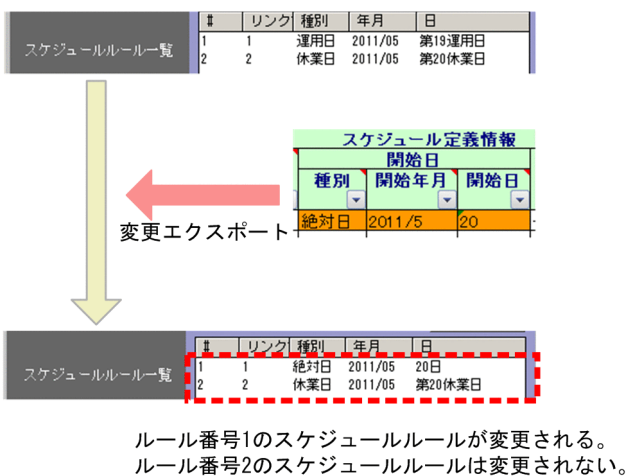 # リンク 種別 年月 日
スケジュールルール一覧
1 1 運用日 2011/05 第19運用日
2 2 休業日 2011/05 第20休業日
スケジュール定義情報
開始日
種別 開始年月 開始日
絶対日 2011/5 20
変更エクスポート
# リンク 種別 年月 日
スケジュールルール一覧
1 1 絶対日 2011/05 20日
2 2 休業日 2011/05 第20休業日
ルール番号1のスケジュールルールが変更される。
ルール番号2のスケジュールルールは変更されない。